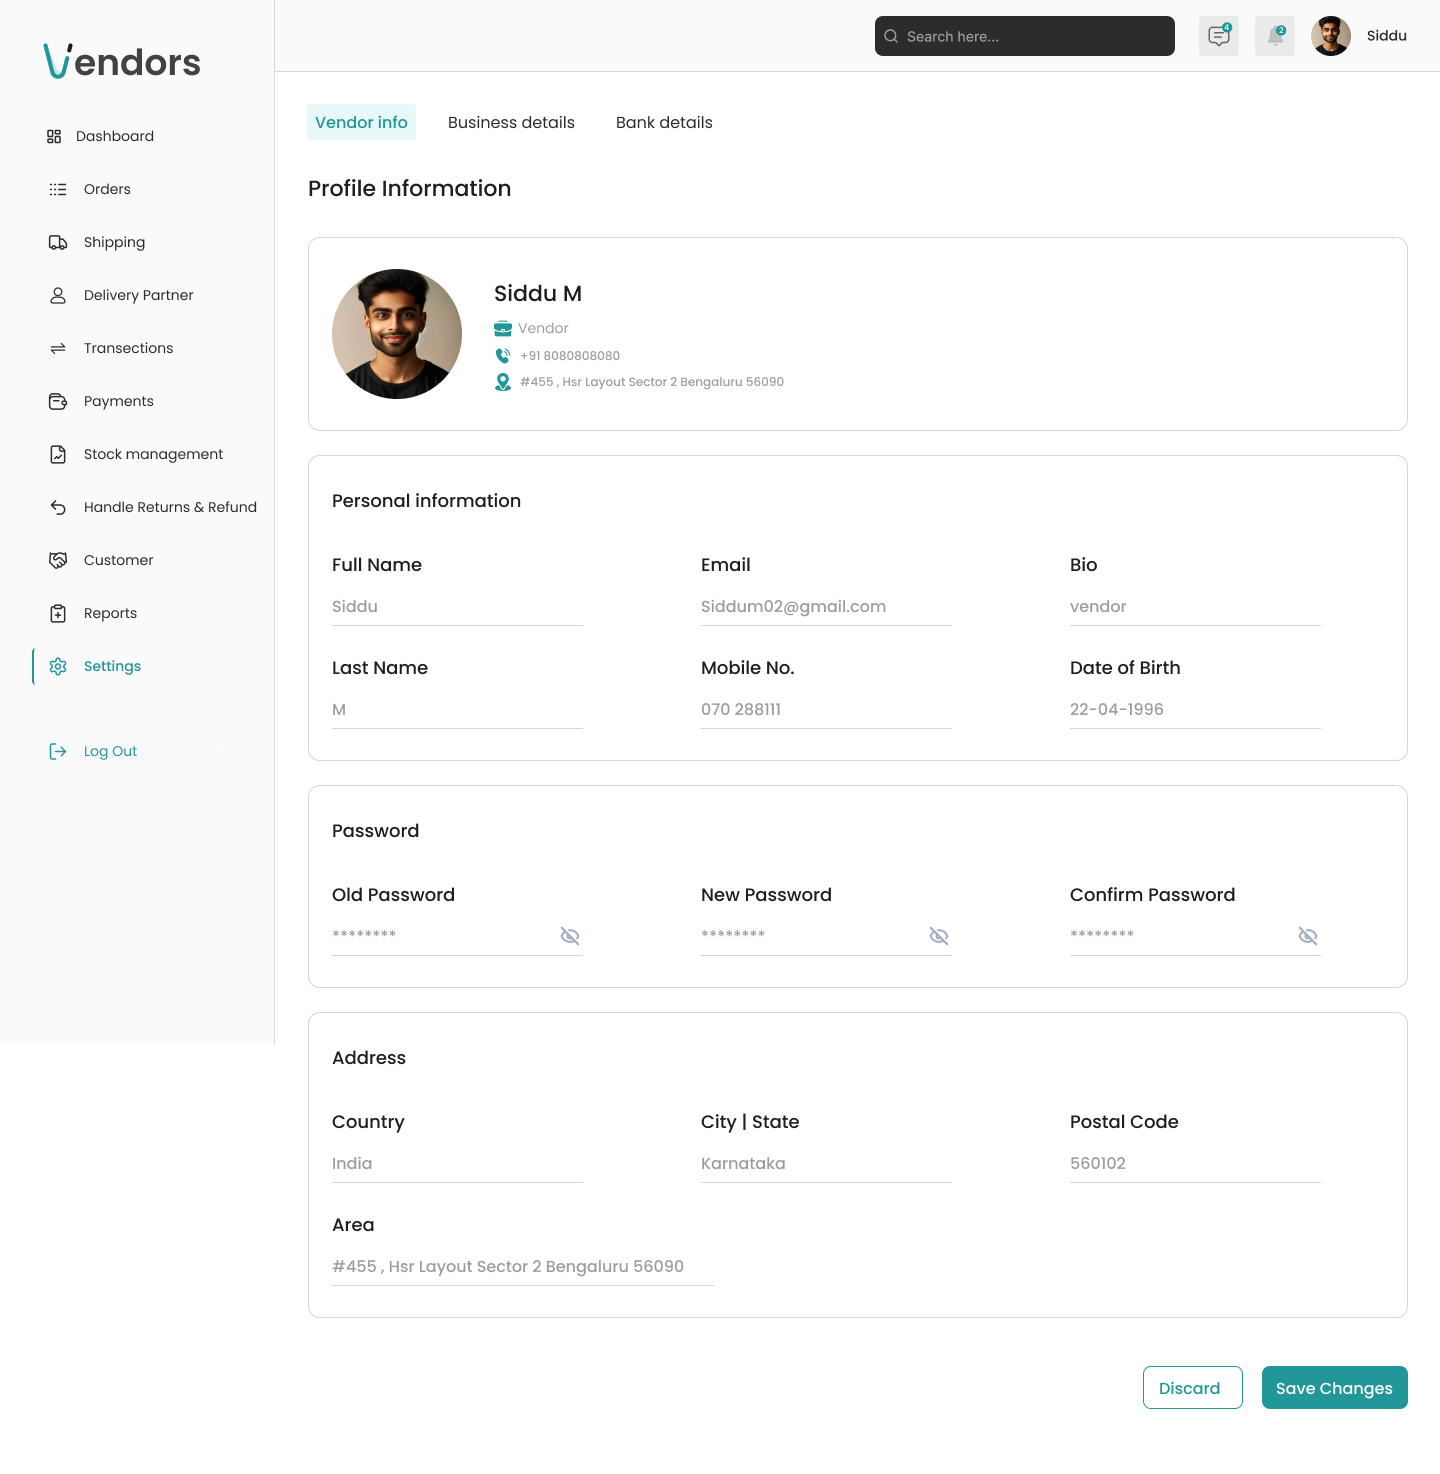 Vendors
Search here...
4
2
Siddu
Dashboard
Orders
Shipping
Delivery Partner
Transections
Payments
Stock management
Handle Returns & Refund
Customer
Reports
Settings
Log Out
Vendor info
Business details
Bank details
Profile Information
Siddu M
Vendor
+91 8080808080
#455 , Hsr Layout Sector 2 Bengaluru 56090
Personal information
Full Name
Email
Bio
Siddu
Siddum02@gmail.com
vendor
Last Name
Mobile No.
Date of Birth
M
070 288111
22-04-1996
Password
Old Password
New Password
Confirm Password
********
********
********
Address
Country
City | State
Postal Code
India
Karnataka
560102
Area
#455 , Hsr Layout Sector 2 Bengaluru 56090
Discard
Save Changes